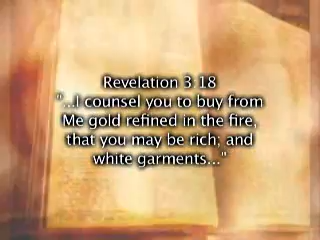 Revelation 3:18
"...I counsel you to buy from
Me gold refined in the fire,
that you may be rich; and
white garments..."